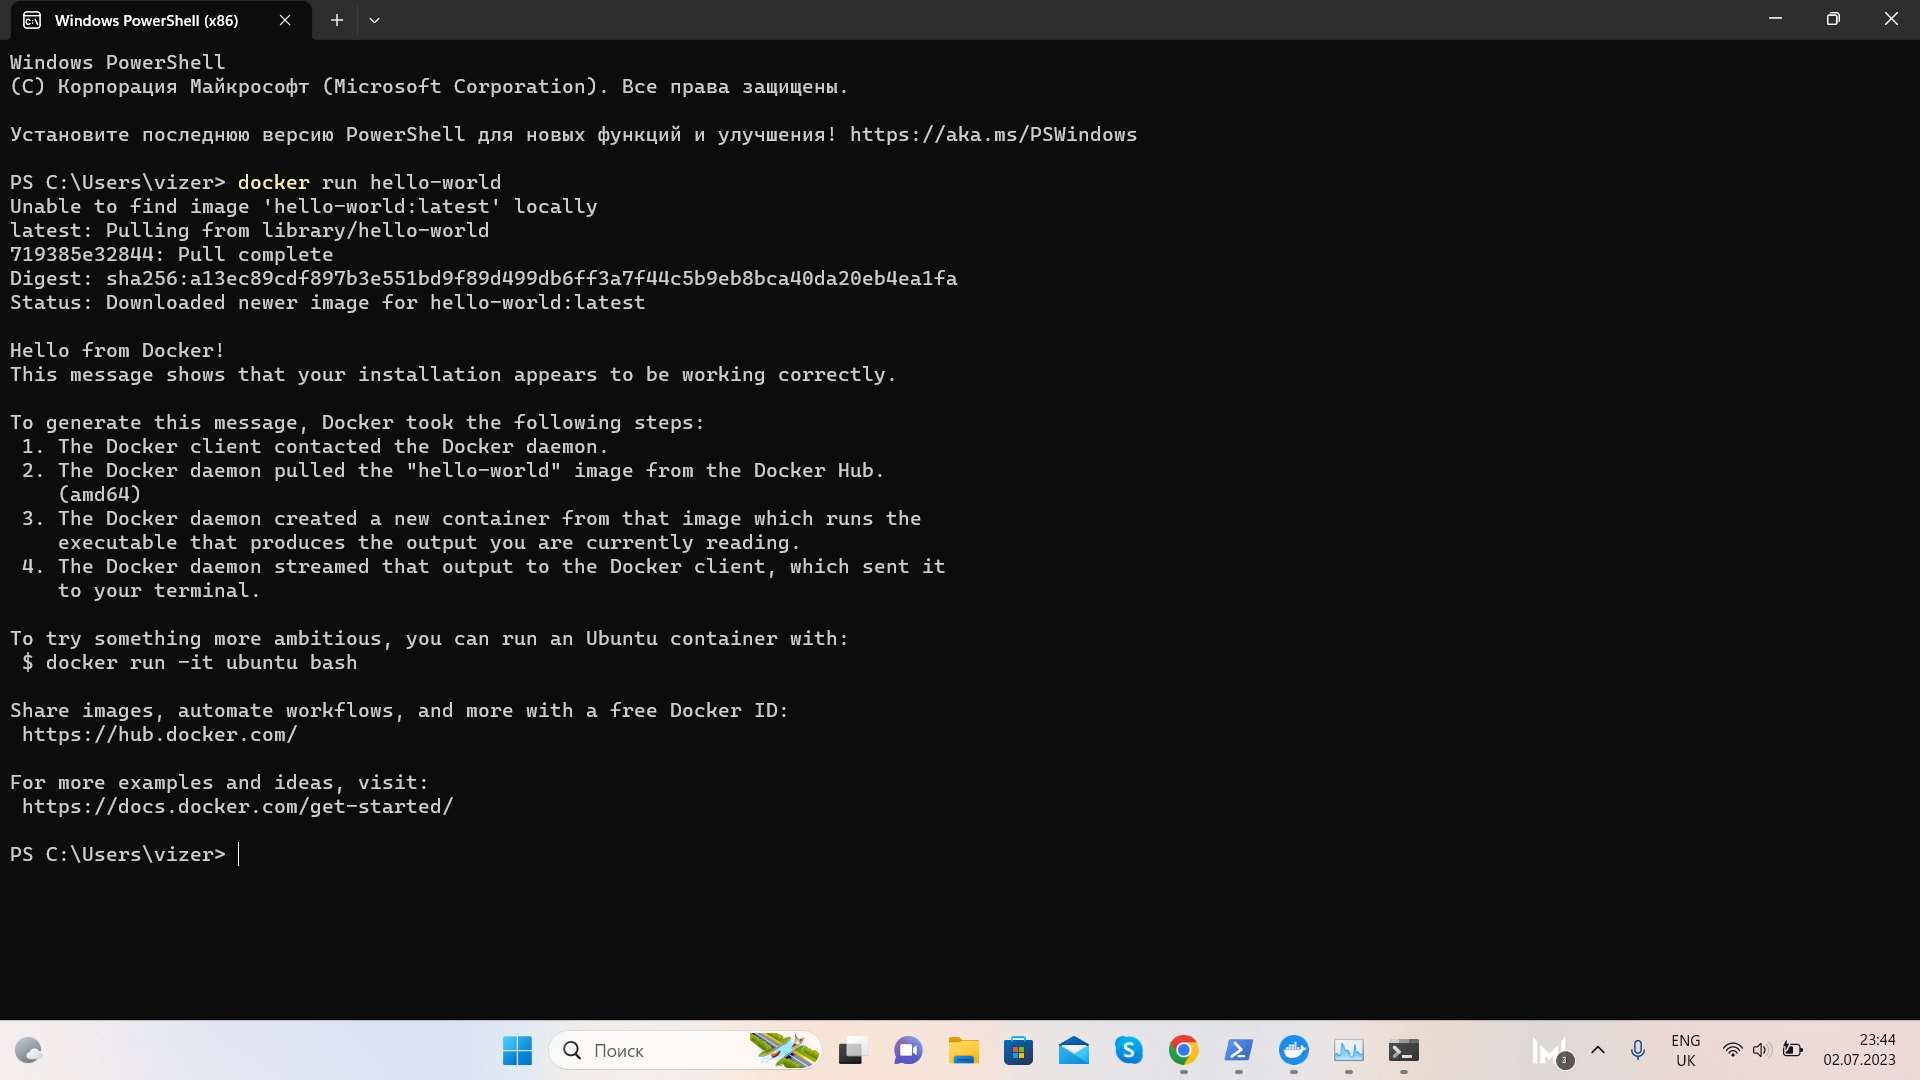 Windows PowerShell (x86)
Windows PowerShell
(C) Корпорация Майкрософт (Microsoft Corporation). Все права защищены.
Установите последнюю версию PowerShell для новых функций и улучшения! https://aka.ms/PSWindows
PS C:\Users\vizer> docker run hello-world
Unable to find image 'hello-world:latest' locally
latest: Pulling from library/hello-world
719385e32844: Pull complete
Digest: sha256:a13ec89cdf897b3e551bd9f89d499db6ff3a7f44c5b9eb8bca40da20eb4ea1fa
Status: Downloaded newer image for hello-world:latest
Hello from Docker!
This message shows that your installation appears to be working correctly.
To generate this message, Docker took the following steps:
1. The Docker client contacted the Docker daemon.
2. The Docker daemon pulled the "hello-world" image from the Docker Hub.
(amd64)
3. The Docker daemon created a new container from that image which runs the
executable that produces the output you are currently reading.
4. The Docker daemon streamed that output to the Docker client, which sent it
to your terminal.
To try something more ambitious, you can run an Ubuntu container with:
$ docker run -it ubuntu bash
Share images, automate workflows, and more with a free Docker ID:
https://hub.docker.com/
For more examples and ideas, visit:
https://docs.docker.com/get-started/
PS C:\Users\vizer>
Поиск
3
ENG
UK
23:44
02.07.2023